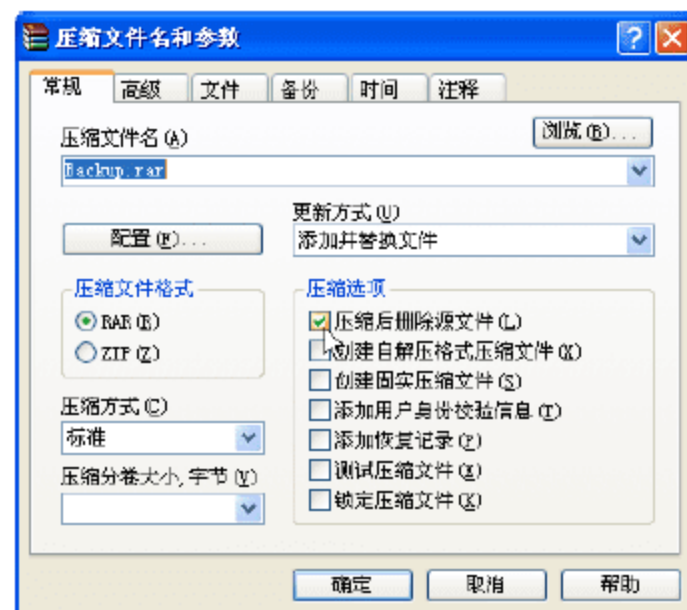 压缩文件名和参数
常规 高级 文件 备份 时间 注释
压缩文件名(A)
浏览(B)...
Backup.rar
更新方式(U)
配置(F)...
添加并替换文件
压缩文件格式
RAR(R)
ZIP(Z)
压缩方式(C)
标准
压缩分卷大小,字节(V)
压缩选项
压缩后删除源文件(L)
创建自解压格式压缩文件(X)
创建固实压缩文件(S)
添加用户身份校验信息(T)
添加恢复记录(P)
测试压缩文件
锁定压缩文件(K)
确定 取消 帮助